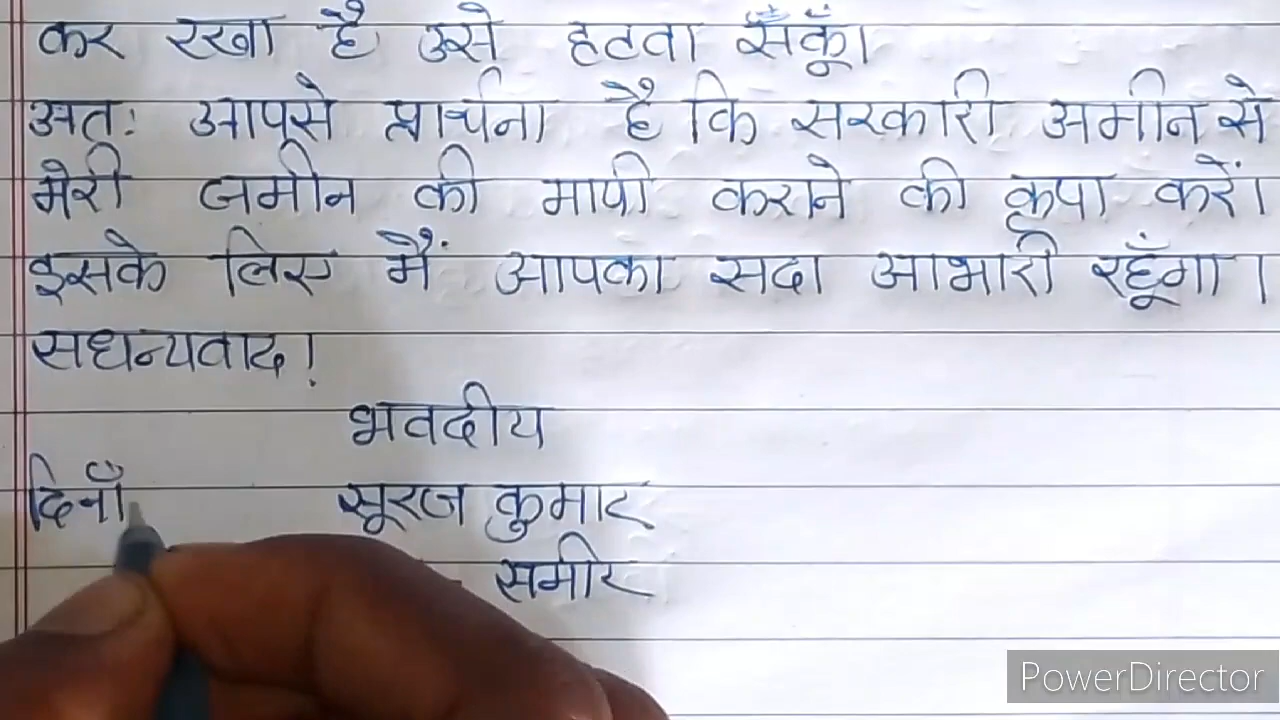 कर रखा है उसे हटवा सकूँ।
अतः आपसे प्रार्थना है कि सरकारी अमीन से
मेरी जमीन की मापी कराने की कृपा करें।
इसके लिए मैं आपका सदा आभारी रहूँगा।
सधन्यवाद!
भवदीय
दिनाँ सूरज कुमार
समीर
PowerDirector